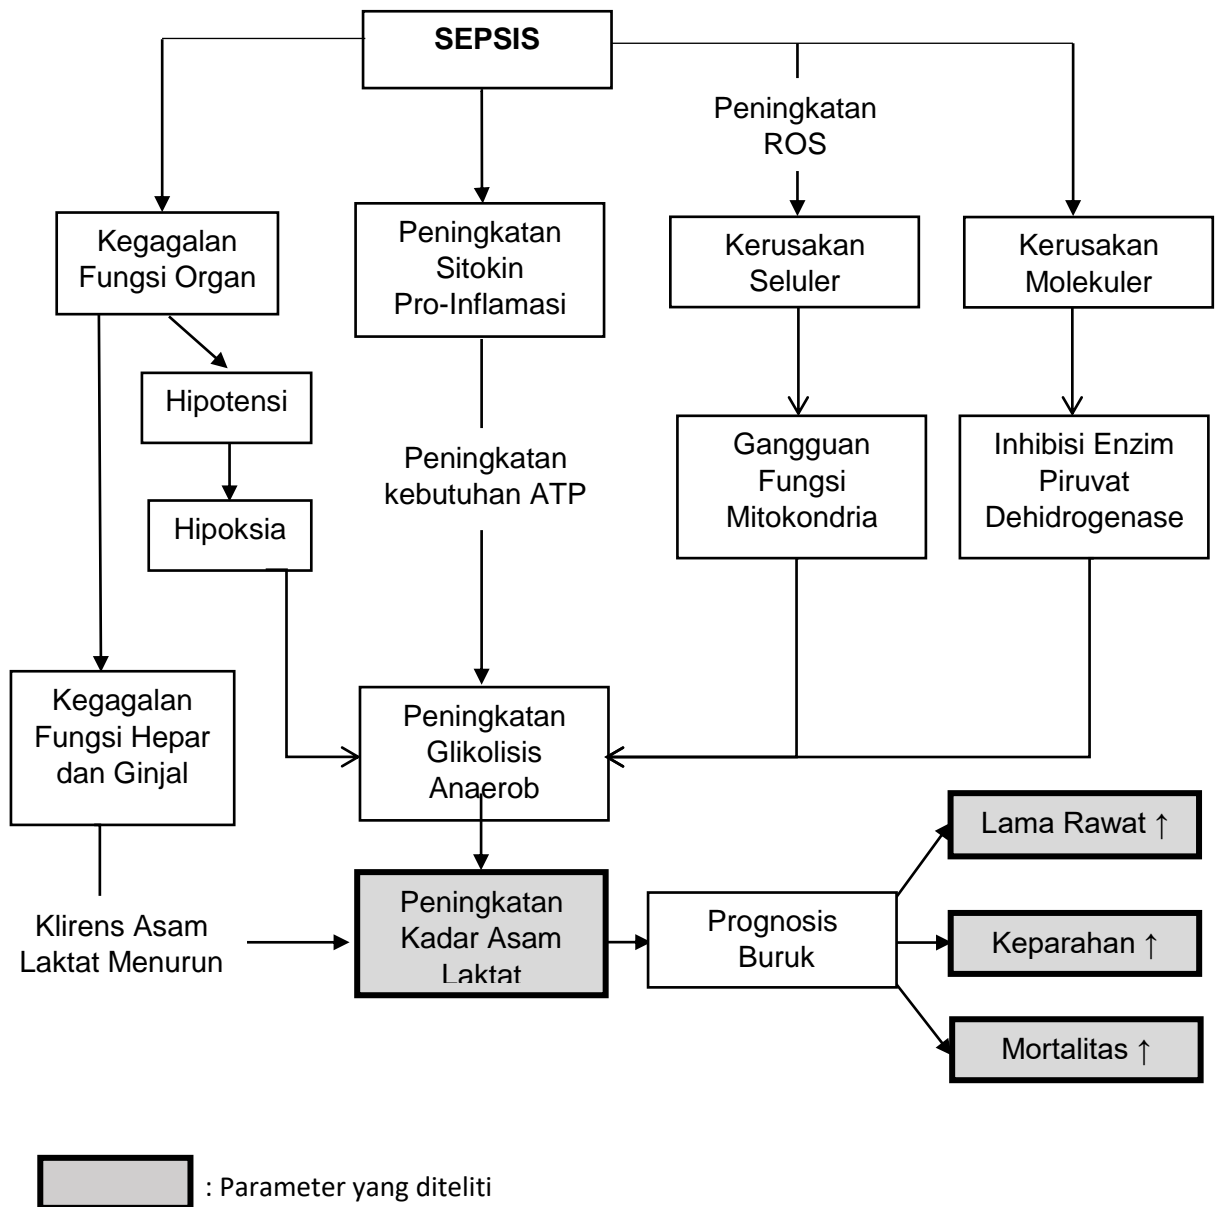 SEPSIS
Peningkatan
ROS
Kegagalan
Fungsi Organ
Peningkatan
Sitokin
Pro-Inflamasi
Kerusakan
Seluler
Kerusakan
Molekuler
Hipotensi
Hipoksia
Peningkatan
kebutuhan ATP
Gangguan
Fungsi
Mitokondria
Inhibisi Enzim
Piruvat
Dehidrogenase
Kegagalan
Fungsi Hepar
dan Ginjal
Peningkatan
Glikolisis
Anaerob
Klirens Asam
Laktat Menurun
Peningkatan
Kadar Asam
Laktat
Prognosis
Buruk
Lama Rawat ↑
Keparahan ↑
Mortalitas ↑
: Parameter yang diteliti